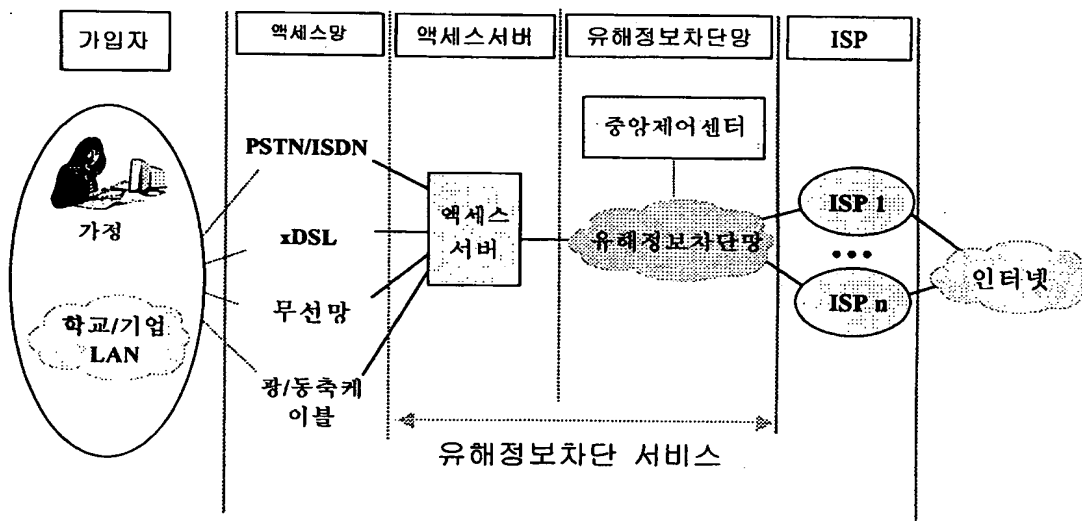 가입자
액세스망
액세스서버
유해정보차단망
ISP
중앙제어센터
PSTN/ISDN
액세스
서버
유해정보차단망
ISP 1
가정
xDSL
•••
인터넷
ISP n
무선망
학교/기업
LAN
광/동축케
이블
유해정보차단 서비스